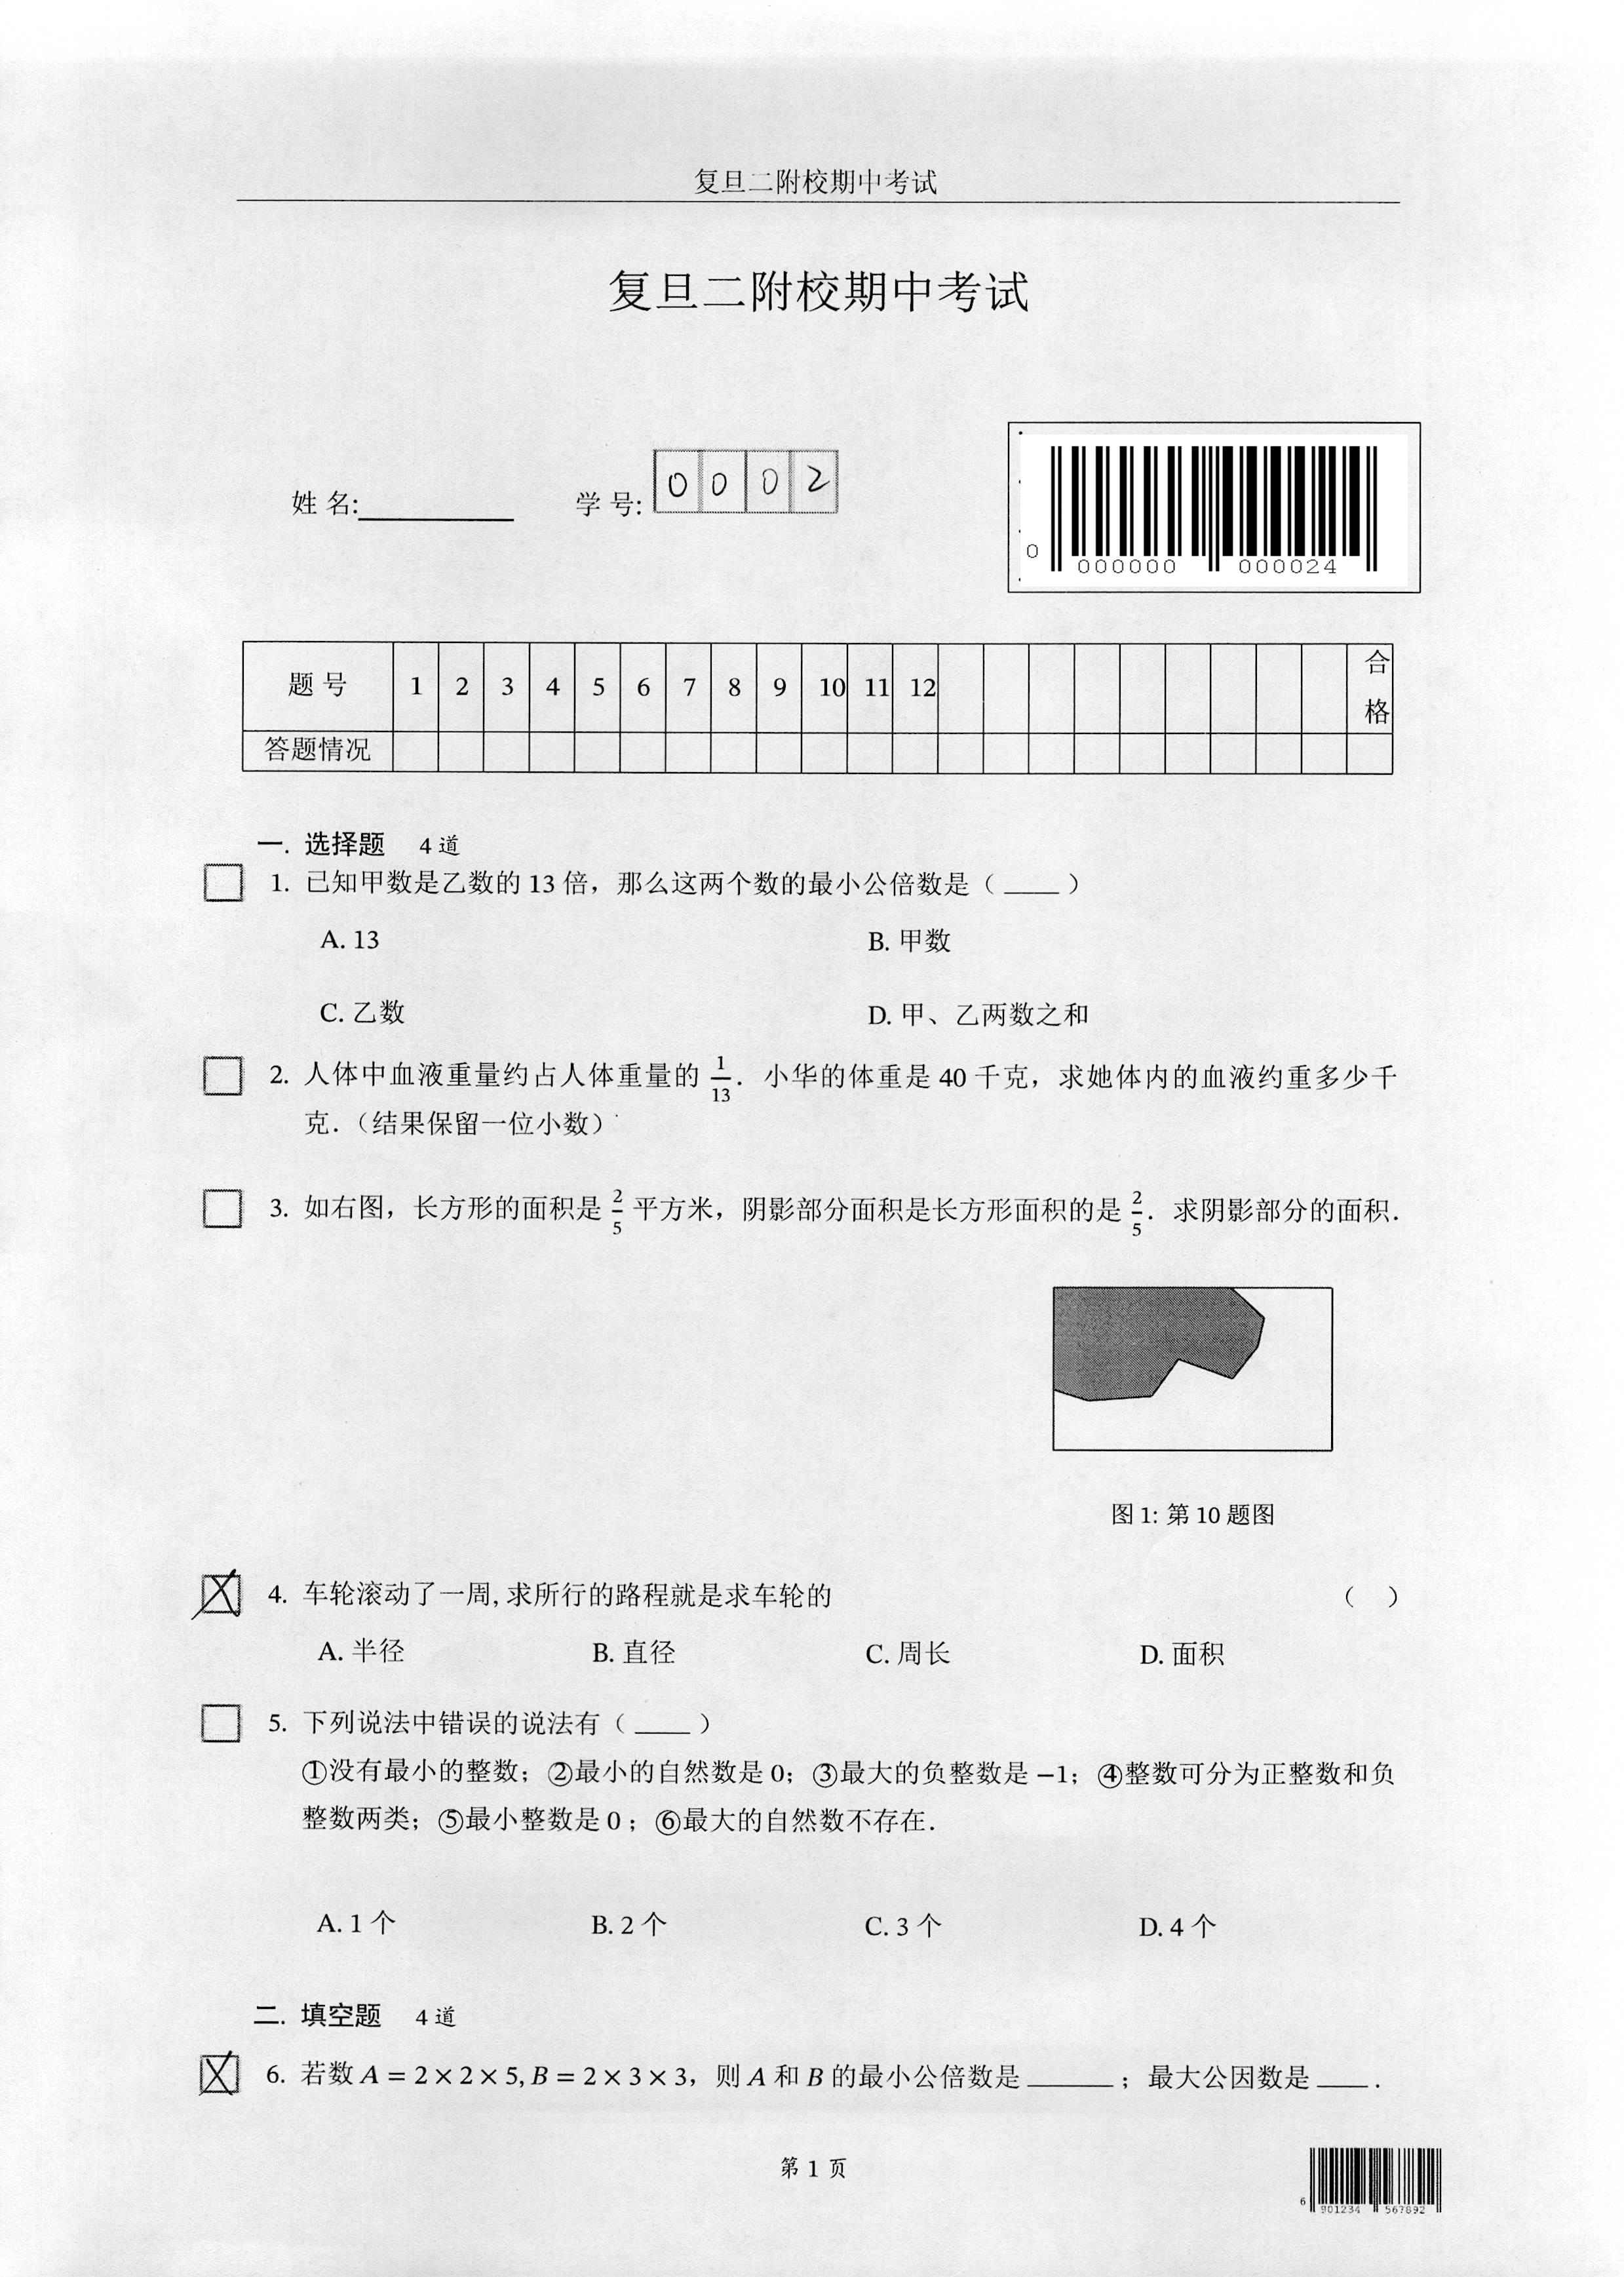 复旦二附校期中考试
复旦二附校期中考试
姓 名: 学 号: 0 0 0 2
0 000000 000024
题 号 1 2 3 4 5 6 7 8 9 10 11 12 合格
答题情况
一. 选择题 4 道
1. 已知甲数是乙数的 13 倍，那么这两个数的最小公倍数是（ ____ ）
A. 13 B. 甲数
C. 乙数 D. 甲、乙两数之和
2. 人体中血液重量约占人体重量的 1/13. 小华的体重是 40 千克，求她体内的血液约重多少千
克.（结果保留一位小数）
3. 如右图，长方形的面积是 2/5 平方米，阴影部分面积是长方形面积的是 2/5. 求阴影部分的面积.
图 1: 第 10 题图
4. 车轮滚动了一周, 求所行的路程就是求车轮的 （ ）
A. 半径 B. 直径 C. 周长 D. 面积
5. 下列说法中错误的说法有（ ____ ）
①没有最小的整数；②最小的自然数是 0；③最大的负整数是 −1；④整数可分为正整数和负
整数两类；⑤最小整数是 0；⑥最大的自然数不存在.
A. 1 个 B. 2 个 C. 3 个 D. 4 个
二. 填空题 4 道
6. 若数 A = 2 × 2 × 5, B = 2 × 3 × 3，则 A 和 B 的最小公倍数是 ______ ；最大公因数是 ____ .
第 1 页
6 901234 567892